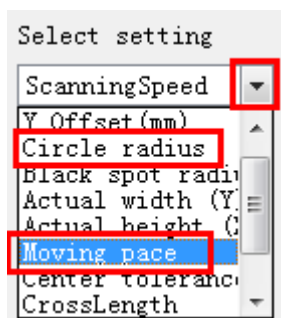 Select setting
ScanningSpeed
Y Offset(mm)
Circle radius
Black spot radiu
Actual width (Y
Actual height (
Moving pace
Center toleranc
CrossLength